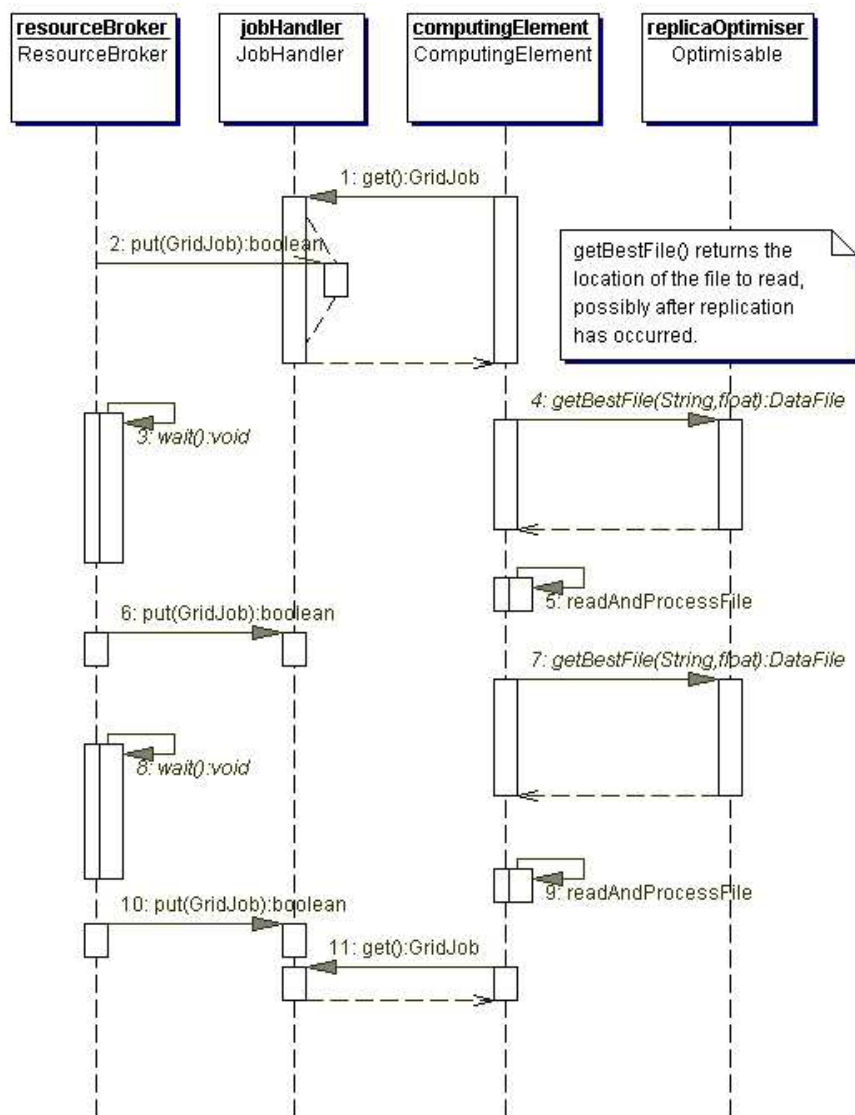 resourceBroker
ResourceBroker
jobHandler
JobHandler
computingElement
ComputingElement
replicaOptimiser
Optimisable
1: get():GridJob
2: put(GridJob):boolean
getBestFile() returns the
location of the file to read,
possibly after replication
has occurred.
3: wait():void
4: getBestFile(String,float):DataFile
5: readAndProcessFile
6: put(GridJob):boolean
7: getBestFile(String,float):DataFile
8: wait():void
9: readAndProcessFile
10: put(GridJob):boolean
11: get():GridJob